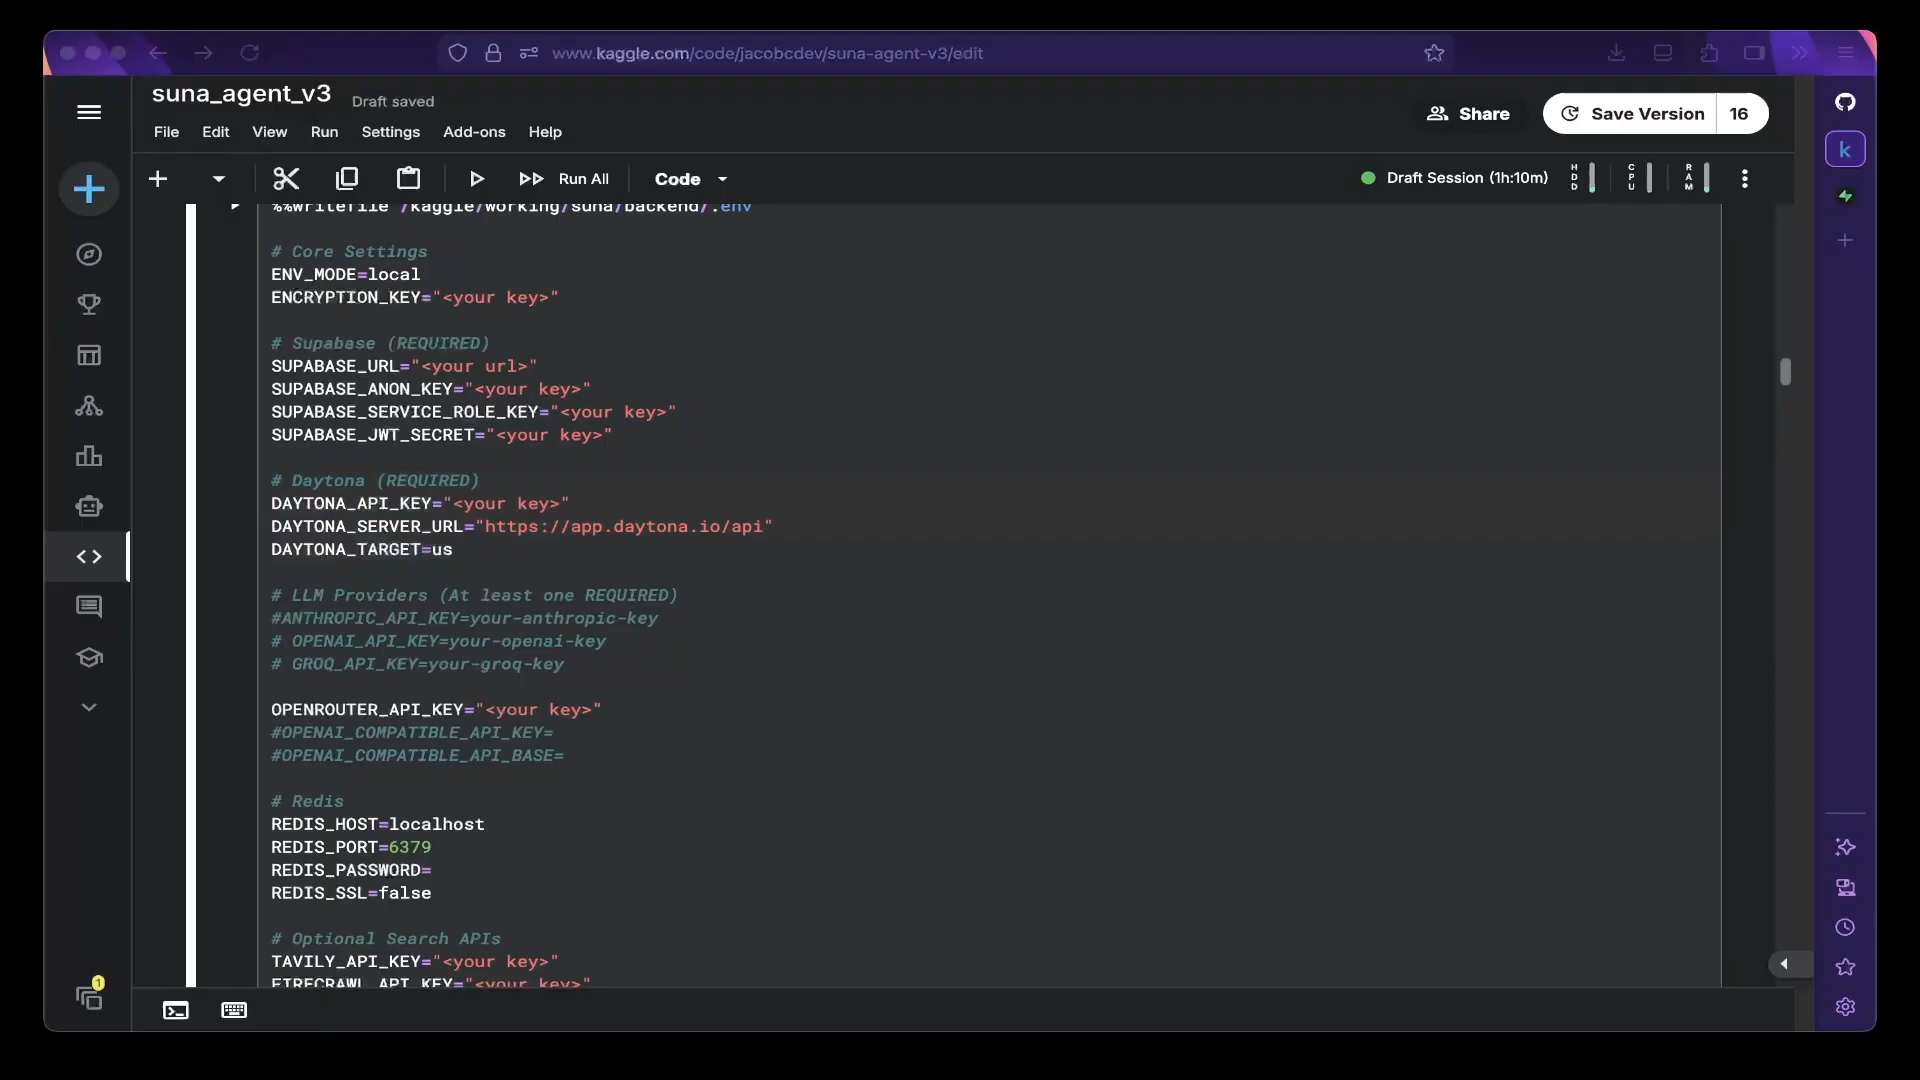 www.kaggle.com/code/jacobcdev/suna-agent-v3/edit
suna_agent_v3
Draft saved
File Edit View Run Settings Add-ons Help
Share
Save Version 16
k
Run All
Code
Draft Session (1h:10m)
HDD
CPU
RAM
%%writefile /kaggle/working/suna/backend/.env
# Core Settings
ENV_MODE=local
ENCRYPTION_KEY="<your key>"
# Supabase (REQUIRED)
SUPABASE_URL="<your url>"
SUPABASE_ANON_KEY="<your key>"
SUPABASE_SERVICE_ROLE_KEY="<your key>"
SUPABASE_JWT_SECRET="<your key>"
# Daytona (REQUIRED)
DAYTONA_API_KEY="<your key>"
DAYTONA_SERVER_URL="https://app.daytona.io/api"
DAYTONA_TARGET=us
# LLM Providers (At least one REQUIRED)
#ANTHROPIC_API_KEY=your-anthropic-key
# OPENAI_API_KEY=your-openai-key
# GROQ_API_KEY=your-groq-key
OPENROUTER_API_KEY="<your key>"
#OPENAI_COMPATIBLE_API_KEY=
#OPENAI_COMPATIBLE_API_BASE=
# Redis
REDIS_HOST=localhost
REDIS_PORT=6379
REDIS_PASSWORD=
REDIS_SSL=false
# Optional Search APIs
TAVILY_API_KEY="<your key>"
FIRECRAWL_API_KEY="<your key>"
1